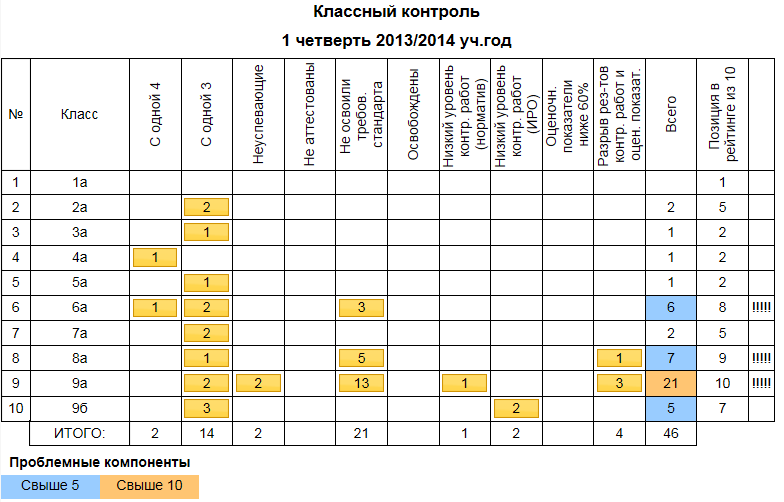 Классный контроль
1 четверть 2013/2014 уч.год
№ Класс С одной 4 С одной 3 Неуспевающие Не аттестованы Не освоили требов. стандарта Освобождены Низкий уровень контр. работ (норматив) Низкий уровень контр. работ (ИРО) Оценочн. показатели ниже 60% Разрыв рез-тов контр. работ и оцен. показат. Всего Позиция в рейтинге из 10
1 1а 1
2 2а 2 2 5
3 3а 1 1 2
4 4а 1 1 2
5 5а 1 1 2
6 6а 1 2 3 6 8 !!!!!
7 7а 2 2 5
8 8а 1 5 1 7 9 !!!!!
9 9а 2 2 13 1 3 21 10 !!!!!
10 9б 3 2 5 7
ИТОГО: 2 14 2 21 1 2 4 46
Проблемные компоненты
Свыше 5 Свыше 10